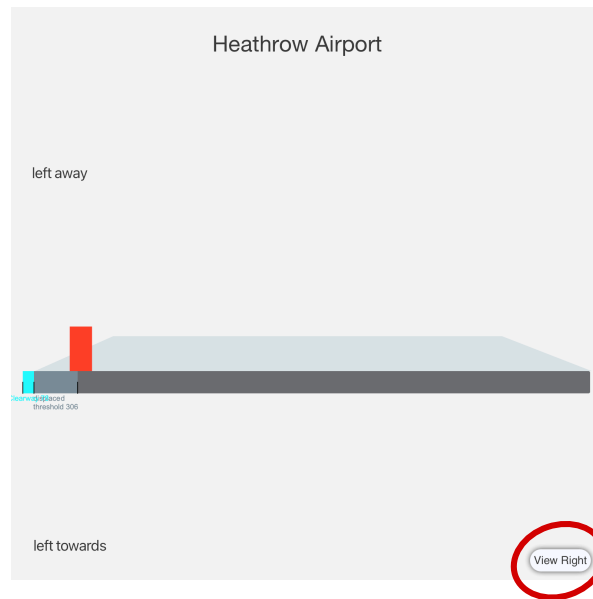 Heathrow Airport
left away
displaced
threshold 306
left towards
View Right